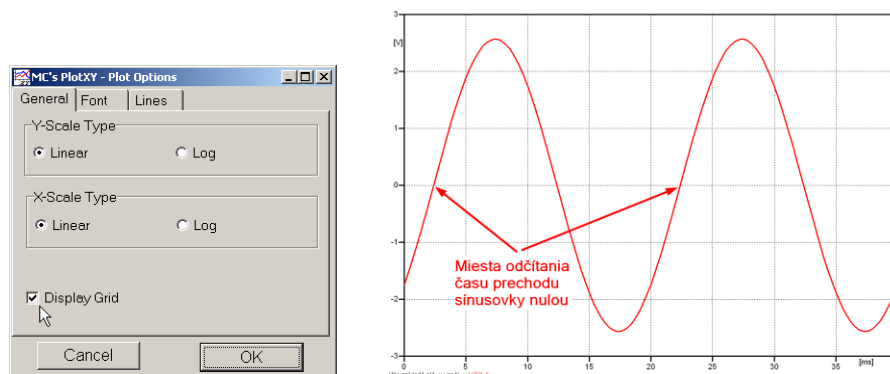 MC's PlotXY - Plot Options
General Font Lines
Y-Scale Type
Linear Log
X-Scale Type
Linear Log
Display Grid
Cancel OK
3
[M]
2
1
0
-1
-2
-3
Miesta odčítania
času prechodu
sínusovky nulou
0 5 10 15 20 25 30 35 [ms]